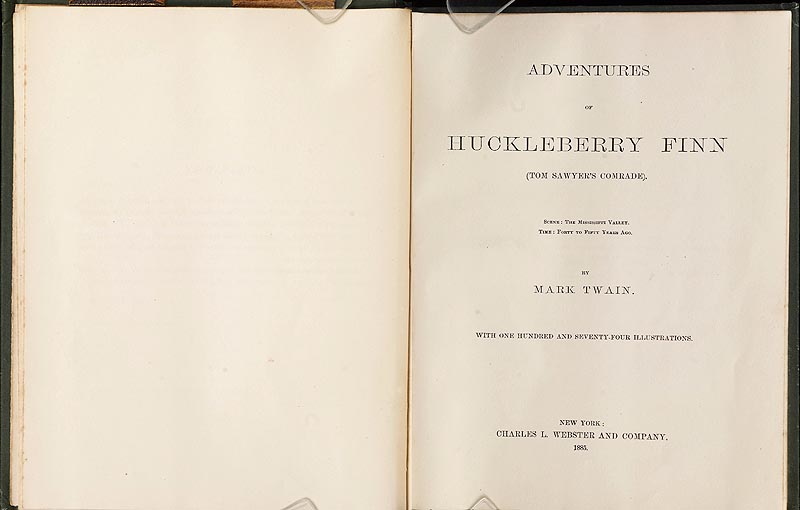 ADVENTURES
OF
HUCKLEBERRY FINN
(TOM SAWYER'S COMRADE).
SCENE: THE MISSISSIPPI VALLEY.
TIME: FORTY TO FIFTY YEARS AGO.
BY
MARK TWAIN.
WITH ONE HUNDRED AND SEVENTY-FOUR ILLUSTRATIONS.
NEW YORK:
CHARLES L. WEBSTER AND COMPANY.
1885.